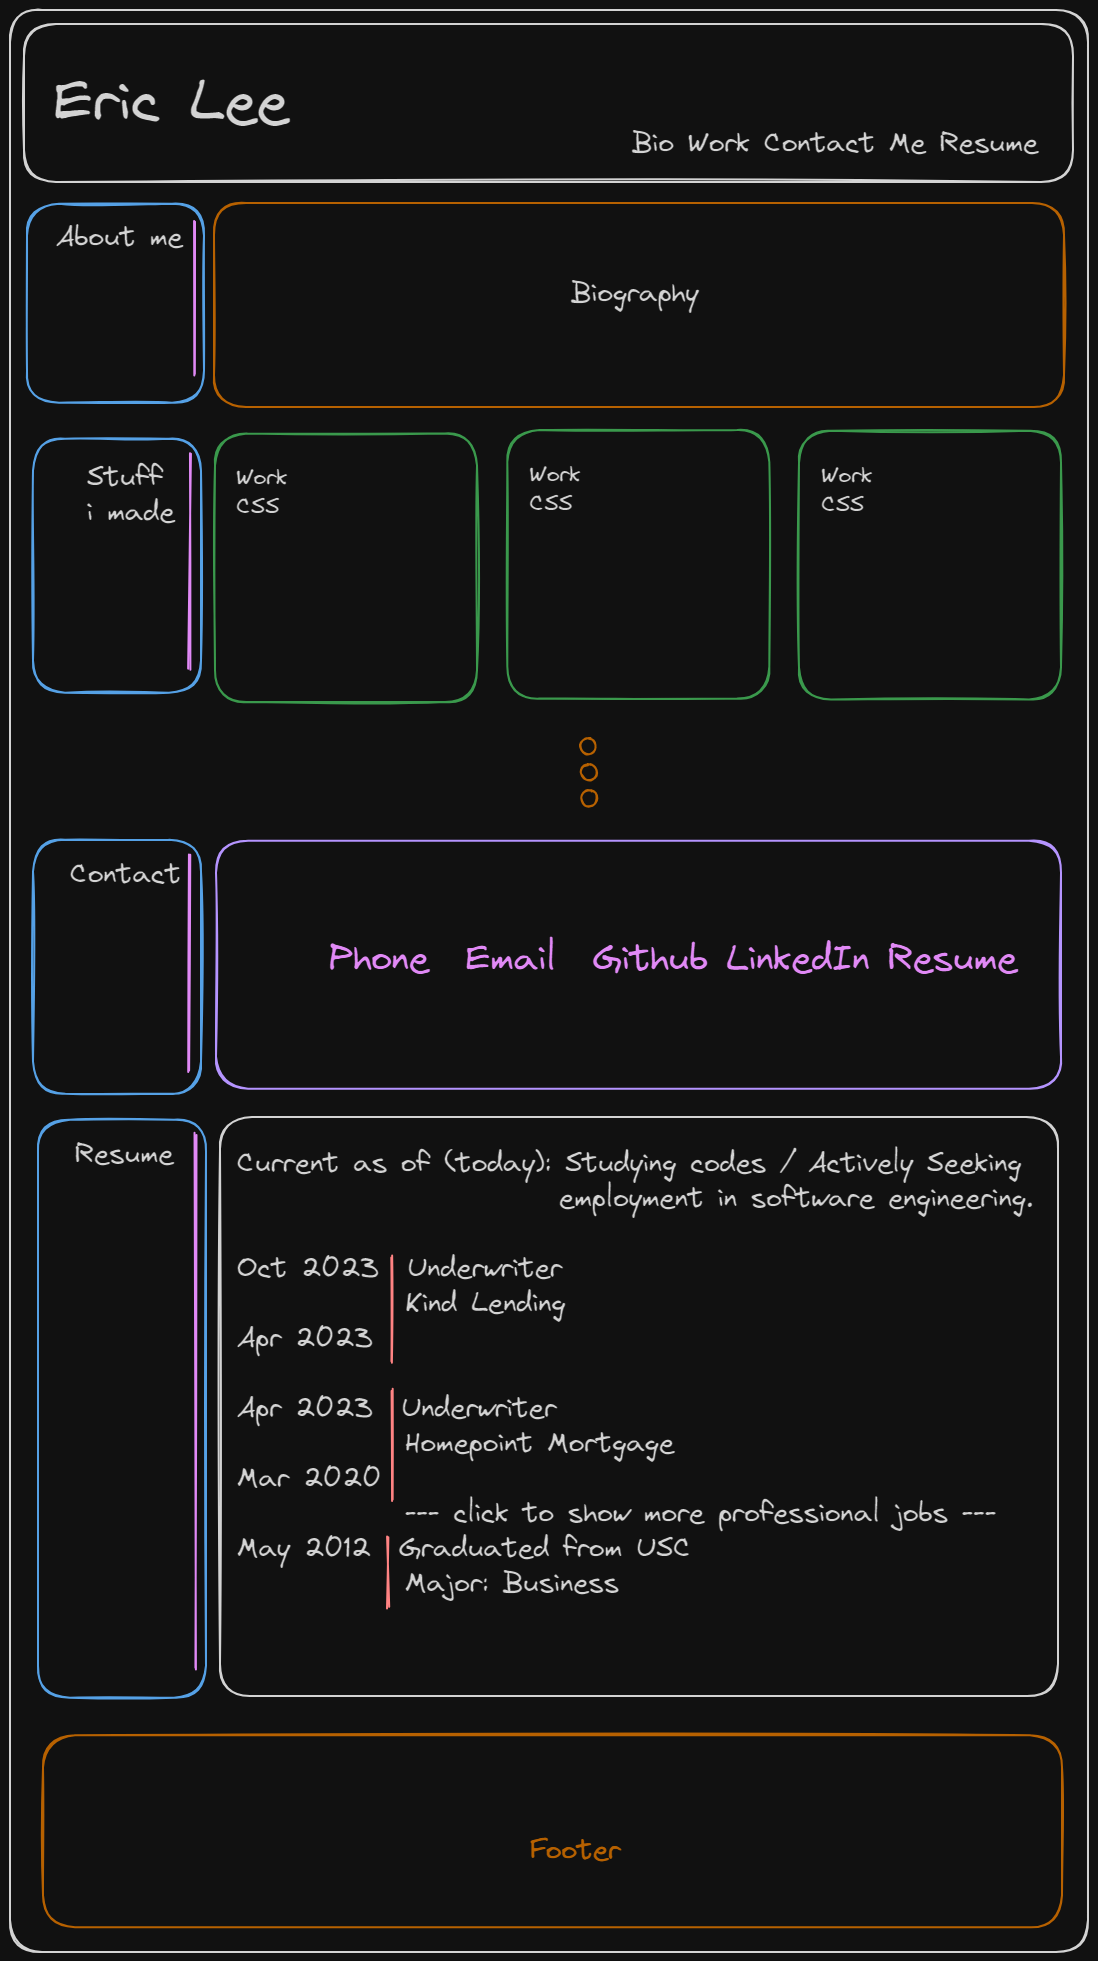 Eric Lee
Bio Work Contact Me Resume
About me
Biography
Stuff
i made
Work
CSS
Work
CSS
Work
CSS
Contact
Phone Email Github LinkedIn Resume
Resume
Current as of (today): Studying codes / Actively Seeking
employment in software engineering.
Oct 2023 Underwriter
Kind Lending
Apr 2023
Apr 2023 Underwriter
Homepoint Mortgage
Mar 2020
--- click to show more professional jobs ---
May 2012 Graduated from USC
Major: Business
Footer